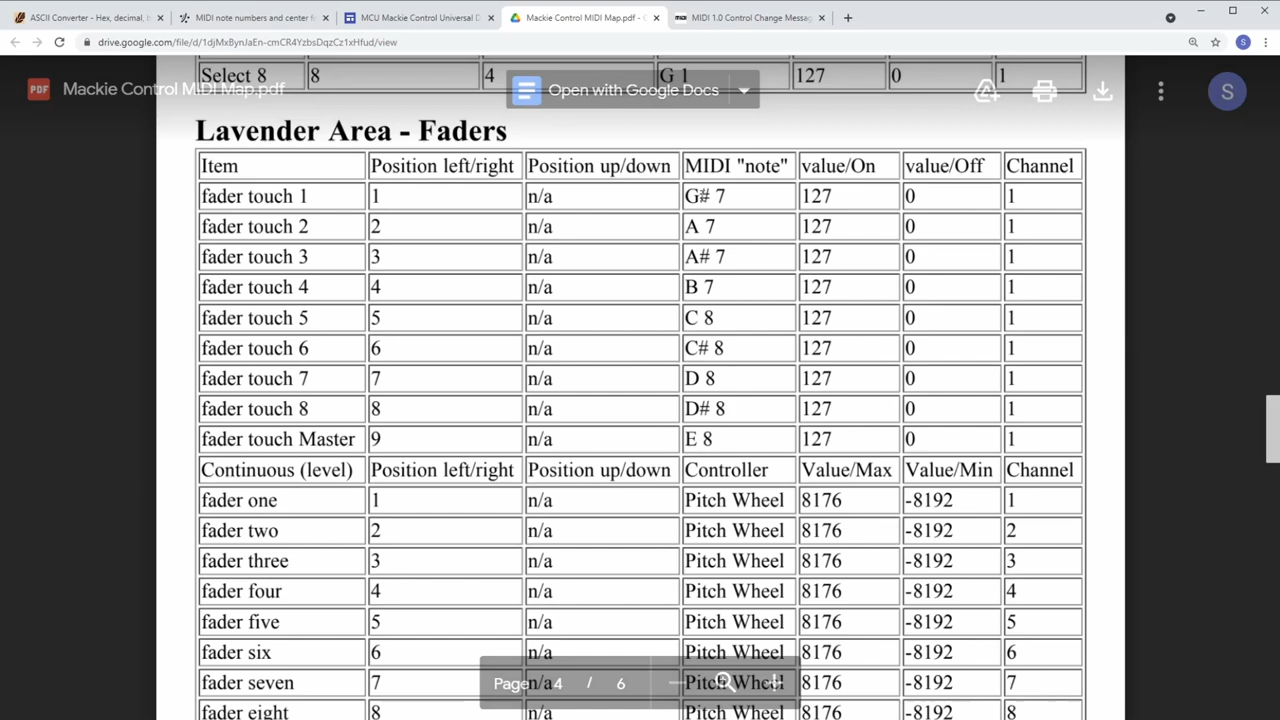 ASCII Converter - Hex, decimal, b
MIDI note numbers and center f
MCU Mackie Control Universal D
Mackie Control MIDI Map.pdf - G
MIDI 1.0 Control Change Messag
drive.google.com/file/d/1djMxBynJaEn-cmCR4YzbsDqzCz1xHfud/view
Select 8 8 4 G 1 127 0 1
PDF Mackie Control MIDI Map.pdf Open with Google Docs S
Lavender Area - Faders
Item Position left/right Position up/down MIDI "note" value/On value/Off Channel
fader touch 1 1 n/a G# 7 127 0 1
fader touch 2 2 n/a A 7 127 0 1
fader touch 3 3 n/a A# 7 127 0 1
fader touch 4 4 n/a B 7 127 0 1
fader touch 5 5 n/a C 8 127 0 1
fader touch 6 6 n/a C# 8 127 0 1
fader touch 7 7 n/a D 8 127 0 1
fader touch 8 8 n/a D# 8 127 0 1
fader touch Master 9 n/a E 8 127 0 1
Continuous (level) Position left/right Position up/down Controller Value/Max Value/Min Channel
fader one 1 n/a Pitch Wheel 8176 -8192 1
fader two 2 n/a Pitch Wheel 8176 -8192 2
fader three 3 n/a Pitch Wheel 8176 -8192 3
fader four 4 n/a Pitch Wheel 8176 -8192 4
fader five 5 n/a Pitch Wheel 8176 -8192 5
fader six 6 n/a Pitch Wheel 8176 -8192 6
fader seven 7 n/a Pitch Wheel 8176 -8192 7
Page 4 / 6
fader eight 8 n/a Pitch Wheel 8176 -8192 8